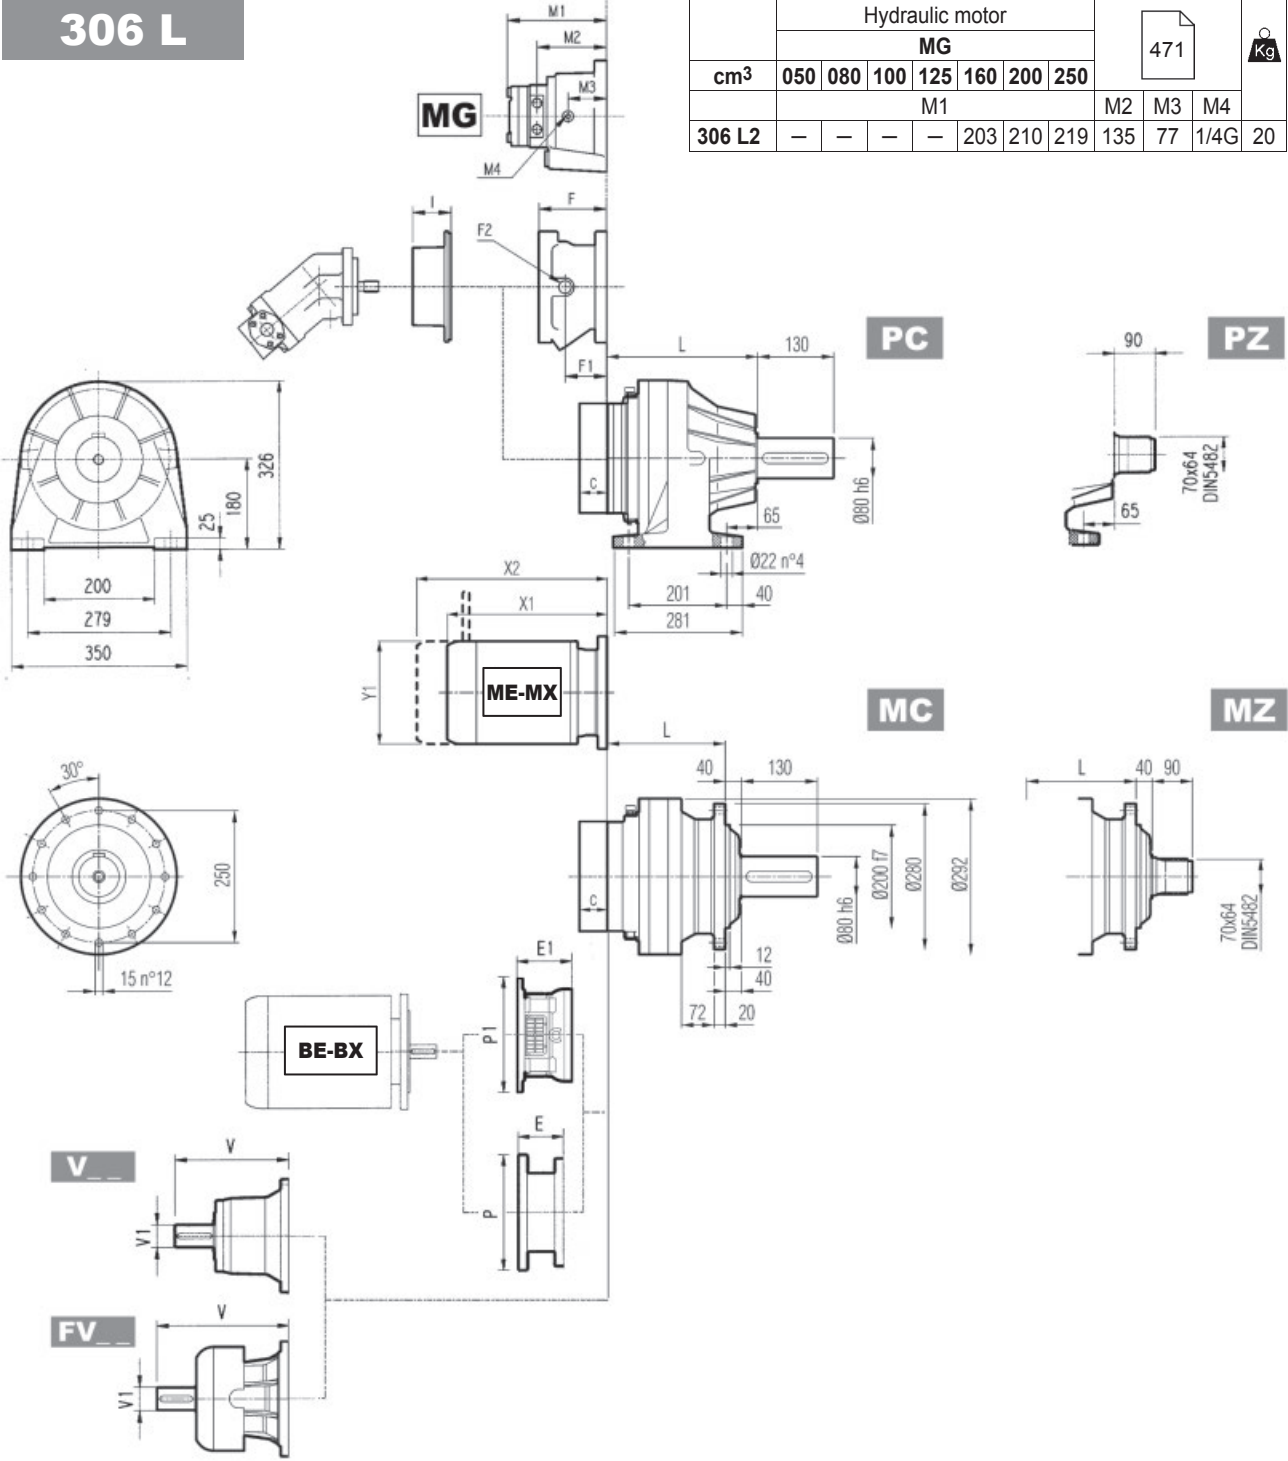 306 L
Hydraulic motor
MG
471
Kg
cm3 050 080 100 125 160 200 250
M1 M2 M3 M4
306 L2 — — — — 203 210 219 135 77 1/4G 20
M1
M2
M3
MG
M4
I
F
F2
F1
PC
PZ
L 130
90
C
65
Ø80 h6
Ø22 n°4
201 40
281
70x64
DIN5482
65
326
180
25
200
279
350
X2
X1
Y1
ME-MX
MC
MZ
L
40 130
L 40 90
C
Ø80 h6
Ø200 f7
Ø280
Ø292
12
40
72 20
70x64
DIN5482
30°
250
15 n°12
E1
P1
BE-BX
E
P
V_ _
V
V1
FV_ _
V
V1